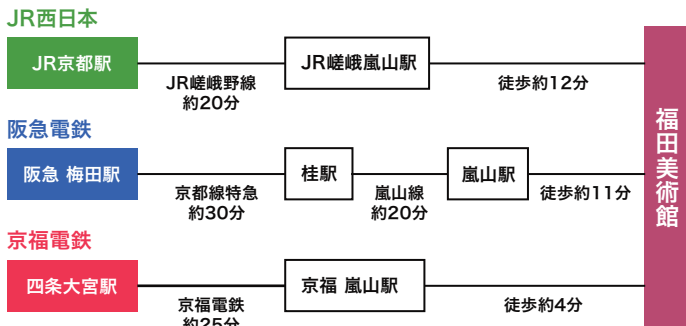 JR西日本
JR京都駅
JR嵯峨野線
約20分
JR嵯峨嵐山駅
徒歩約12分
阪急電鉄
阪急 梅田駅
京都線特急
約30分
桂駅
嵐山線
約20分
嵐山駅
徒歩約11分
京福電鉄
四条大宮駅
京福電鉄
約25分
京福 嵐山駅
徒歩約4分
福田美術館